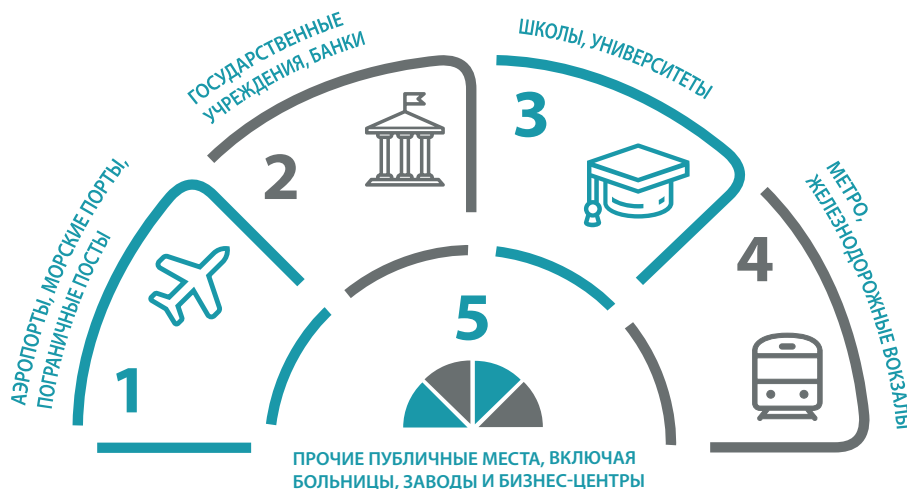 АЭРОПОРТЫ, МОРСКИЕ ПОРТЫ,
ПОГРАНИЧНЫЕ ПОСТЫ
1
ГОСУДАРСТВЕННЫЕ
УЧРЕЖДЕНИЯ, БАНКИ
2
ШКОЛЫ, УНИВЕРСИТЕТЫ
3
МЕТРО,
ЖЕЛЕЗНОДОРОЖНЫЕ ВОКЗАЛЫ
4
5
ПРОЧИЕ ПУБЛИЧНЫЕ МЕСТА, ВКЛЮЧАЯ
БОЛЬНИЦЫ, ЗАВОДЫ И БИЗНЕС-ЦЕНТРЫ